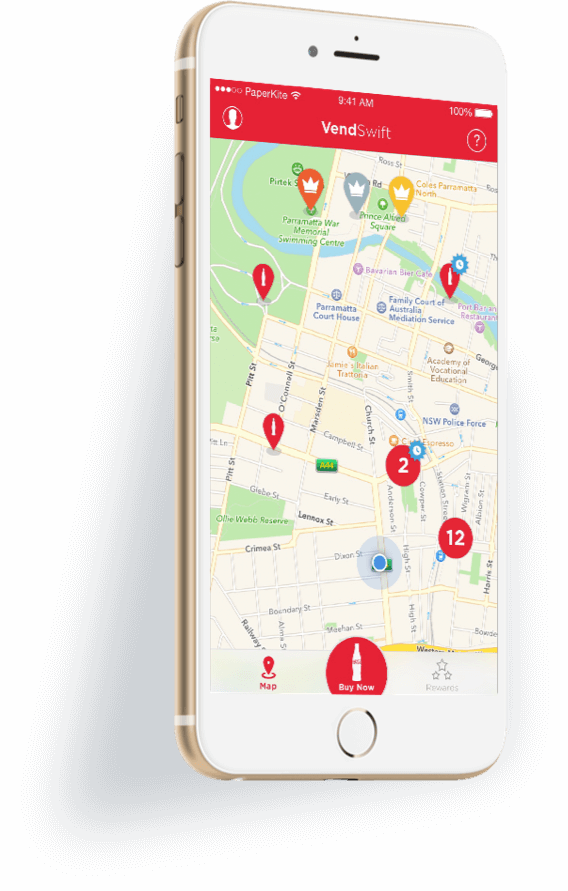 PaperKite
9:41 AM
100%
VendSwift
?
Ross St
Pirtek S
Coles Parramatta
North
Parramatta War
Memorial
Swimming Centre
Prince Alfred
Square
Bavarian Bier Cafe
Parramatta
Court House
Family Court of
Australia
Mediation Service
Port Bahari
Restaurant
Jamie's Italian
Trattoria
Academy of
Vocational
Education
George
Pitt St
O'Connell St
Marsden St
Church St
Smith St
NSW Police Force
Campbell St
Espresso
2
A44
Pitt St
Glebe St
Early St
Anderson St
Cowper St
Station Street
Wigram St
Albion St
Ollie Webb Reserve
Lennox St
12
Crimea St
Dixon St
High St
Harris St
Boundary St
High St
Railway
Alma S
Meehan St
Bowde
Map
Buy Now
Rewards